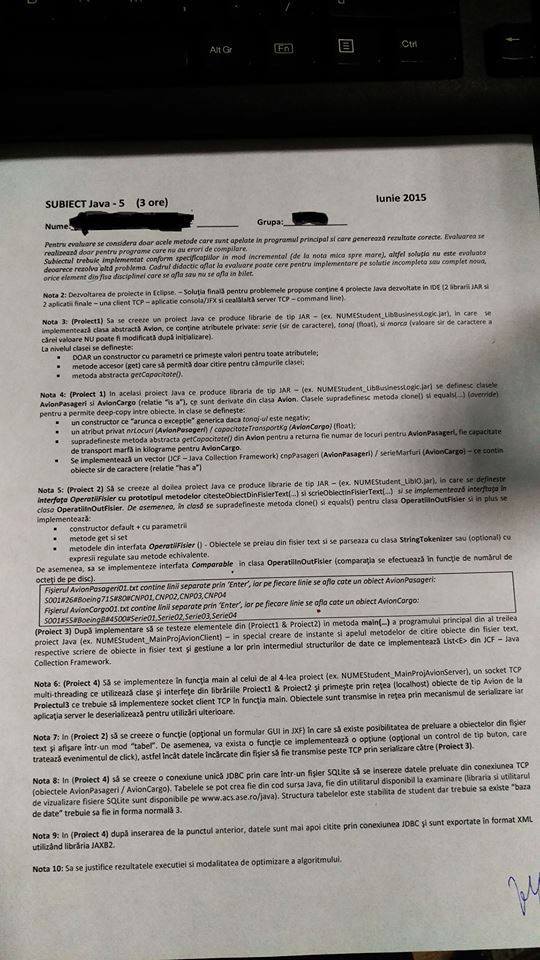 Alt Gr
Fn
Ctrl
SUBIECT Java - 5 (3 ore)
Iunie 2015
Nume:
Grupa:
Pentru evaluare se considera doar acele metode care sunt apelate in programul principal si care generează rezultate corecte. Evaluarea se
realizează doar pentru programe care nu au erori de compilare.
Subiectul trebuie implementat conform specificațiilor in mod incremental (de la nota mica spre mare), altfel soluția nu este evaluata
deoarece rezolva altă problema. Cadrul didactic aflat la evaluare poate cere pentru implementare pe solutie incompleta sau complet noua,
orice element din fisa disciplinei care se afla sau nu se afla in bilet.
Nota 2: Dezvoltarea de proiecte in Eclipse. – Soluția finală pentru problemele propuse conține 4 proiecte Java dezvoltate in IDE (2 librarii JAR si
2 aplicatii finale – una client TCP – aplicatie consola/JFX si cealălaltă server TCP – command line).
Nota 3: (Proiect1) Sa se creeze un proiect Java ce produce librarie de tip JAR – (ex. NUMEStudent_LibBusinessLogic.jar), in care se
implementează clasa abstractă Avion, ce conține atributele private: serie (sir de caractere), tonaj (float), si marca (valoare sir de caractere a
cărei valoare NU poate fi modificată după inițializare).
La nivelul clasei se definește:
▪ DOAR un constructor cu parametri ce primește valori pentru toate atributele;
▪ metode accesor (get) care să permită doar citire pentru câmpurile clasei;
▪ metoda abstracta getCapacitate().
Nota 4: (Proiect 1) In acelasi proiect Java ce produce libraria de tip JAR – (ex. NUMEStudent_LibBusinessLogic.jar) se definesc clasele
AvionPasageri si AvionCargo (relatie "is a"), ce sunt derivate din clasa Avion. Clasele supradefinesc metoda clone() si equals(...) (override)
pentru a permite deep-copy intre obiecte. In clase se definește:
▪ un constructor ce "arunca o excepție" generica daca tonaj-ul este negativ;
▪ un atribut privat nrLocuri (AvionPasageri) / capacitateTransportKg (AvionCargo) (float);
▪ supradefineste metoda abstracta getCapacitate() din Avion pentru a returna fie numar de locuri pentru AvionPasageri, fie capacitate
de transport marfă in kilograme pentru AvionCargo.
▪ Se implementează un vector (JCF – Java Collection Framework) cnpPasageri (AvionPasageri) / serieMarfuri (AvionCargo) – ce contin
obiecte sir de caractere (relatie "has a")
Nota 5: (Proiect 2) Să se creeze al doilea proiect Java ce produce librarie de tip JAR – (ex. NUMEStudent_LibIO.jar), in care se defineste
interfața OperatiiFisier cu prototipul metodelor citesteObiectDinFisierText(...) si scrieObiectinFisierText(...) si se implementează interfața în
clasa OperatiiInOutFisier. De asemenea, în clasă se supradefineste metoda clone() si equals() pentru clasa OperatiiInOutFisier si in plus se
implementează:
▪ constructor default + cu parametrii
▪ metode get si set
▪ metodele din interfata OperatiiFisier () - Obiectele se preiau din fisier text si se parseaza cu clasa StringTokenizer sau (optional) cu
expresii regulate sau metode echivalente.
De asemenea, sa se implementeze interfata Comparable in clasa OperatiiInOutFisier (comparația se efectuează în funcție de numărul de
octeți de pe disc).
Fișierul AvionPasageri01.txt contine linii separate prin 'Enter', iar pe fiecare linie se afla cate un obiect AvionPasageri:
S001#26#Boeing715#80#CNP01,CNP02,CNP03,CNP04
Fișierul AvionCargo01.txt contine linii separate prin 'Enter', iar pe fiecare linie se afla cate un obiect AvionCargo:
S001#55#BoeingB#4500#Serie01,Serie02,Serie03,Serie04
(Proiect 3) După implementare să se testeze elementele din (Proiect1 & Proiect2) in metoda main(...) a programului principal din al treilea
proiect Java (ex. NUMEStudent_MainProjAvionClient) – in special creare de instante si apelul metodelor de citire obiecte din fisier text,
respective scriere de obiecte in fisier text și gestiune a lor prin intermediul structurilor de date ce implementează List<E> din JCF – Java
Collection Framework.
Nota 6: (Proiect 4) Să se implementeze în funcția main al celui de al 4-lea proiect (ex. NUMEStudent_MainProjAvionServer), un socket TCP
multi-threading ce utilizează clase și interfețe din librăriile Proiect1 & Proiect2 și primește prin rețea (localhost) obiecte de tip Avion de la
Proiectul3 ce trebuie să implementeze socket client TCP în funcția main. Obiectele sunt transmise in rețea prin mecanismul de serializare iar
aplicația server le deserializează pentru utilizări ulterioare.
Nota 7: In (Proiect 2) să se creeze o funcție (optional un formular GUI in JXF) în care să existe posibilitatea de preluare a obiectelor din fișier
text și afișare într-un mod "tabel". De asemenea, va exista o funcție ce implementează o opțiune (opțional un control de tip buton, care
tratează evenimentul de click), astfel încât datele încărcate din fișier să fie transmise peste TCP prin serializare către (Proiect 3).
Nota 8: In (Proiect 4) să se creeze o conexiune unică JDBC prin care într-un fișier SQLite să se insereze datele preluate din conexiunea TCP
(obiectele AvionPasageri / AvionCargo). Tabelele se pot crea fie din cod sursa Java, fie din utilitarul disponibil la examinare (libraria si utilitarul
de vizualizare fisiere SQLite sunt disponibile pe www.acs.ase.ro/java). Structura tabelelor este stabilita de student dar trebuie sa existe "baza
de date" trebuie sa fie in forma normală 3.
Nota 9: In (Proiect 4) după inserarea de la punctul anterior, datele sunt mai apoi citite prin conexiunea JDBC și sunt exportate în format XML
utilizând librăria JAXB2.
Nota 10: Sa se justifice rezultatele execuției si modalitatea de optimizare a algoritmului.